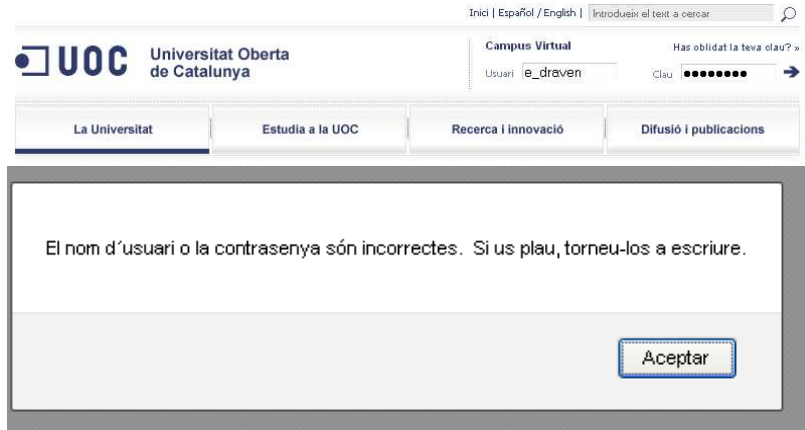 Inici | Español / English | Introdueix el text a cercar
UOC Universitat Oberta
de Catalunya
Campus Virtual Has oblidat la teva clau? »
Usuari e_draven Clau ●●●●●●●●
La Universitat Estudia a la UOC Recerca i innovació Difusió i publicacions
El nom d´usuari o la contrasenya són incorrectes. Si us plau, torneu-los a escriure.
Aceptar